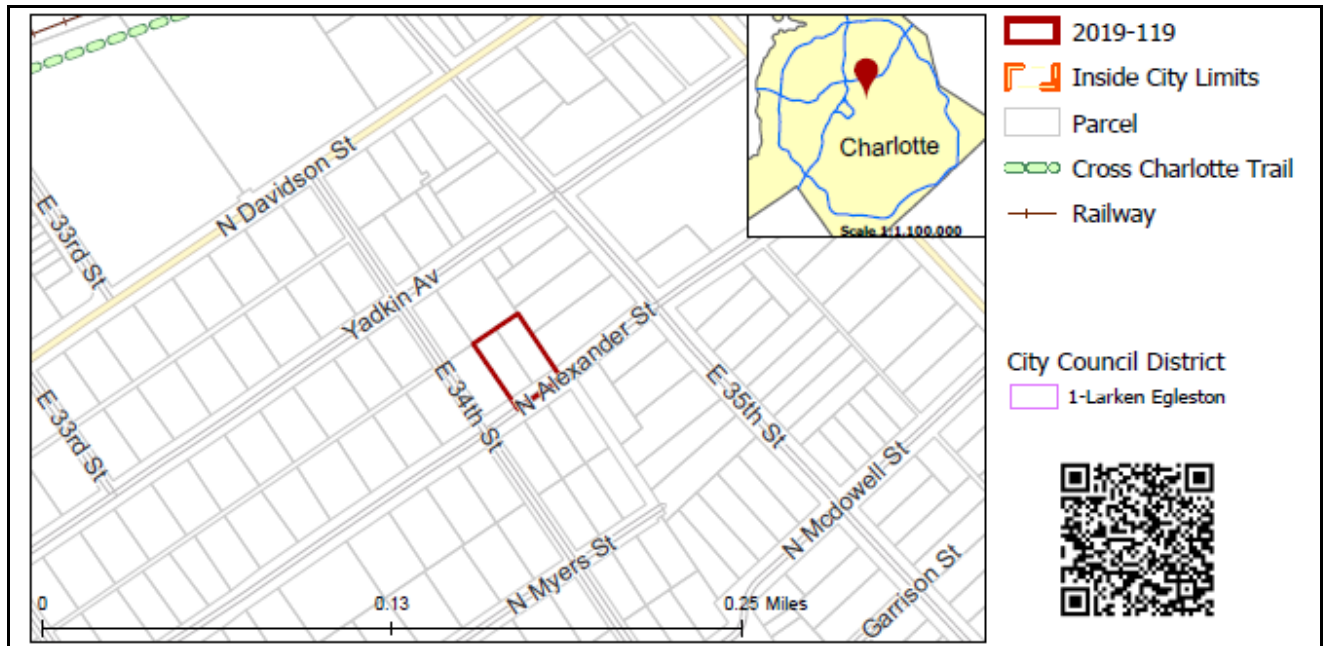 N Davidson St
E 33rd St
Yadkin Av
E 34th St
N Alexander St
E 35th St
E 33rd St
N Myers St
N Mcdowell St
Garrison St
0
0.13
0.25 Miles
Charlotte
Scale 1:1,100,000
2019-119
Inside City Limits
Parcel
Cross Charlotte Trail
Railway
City Council District
1-Larken Egleston